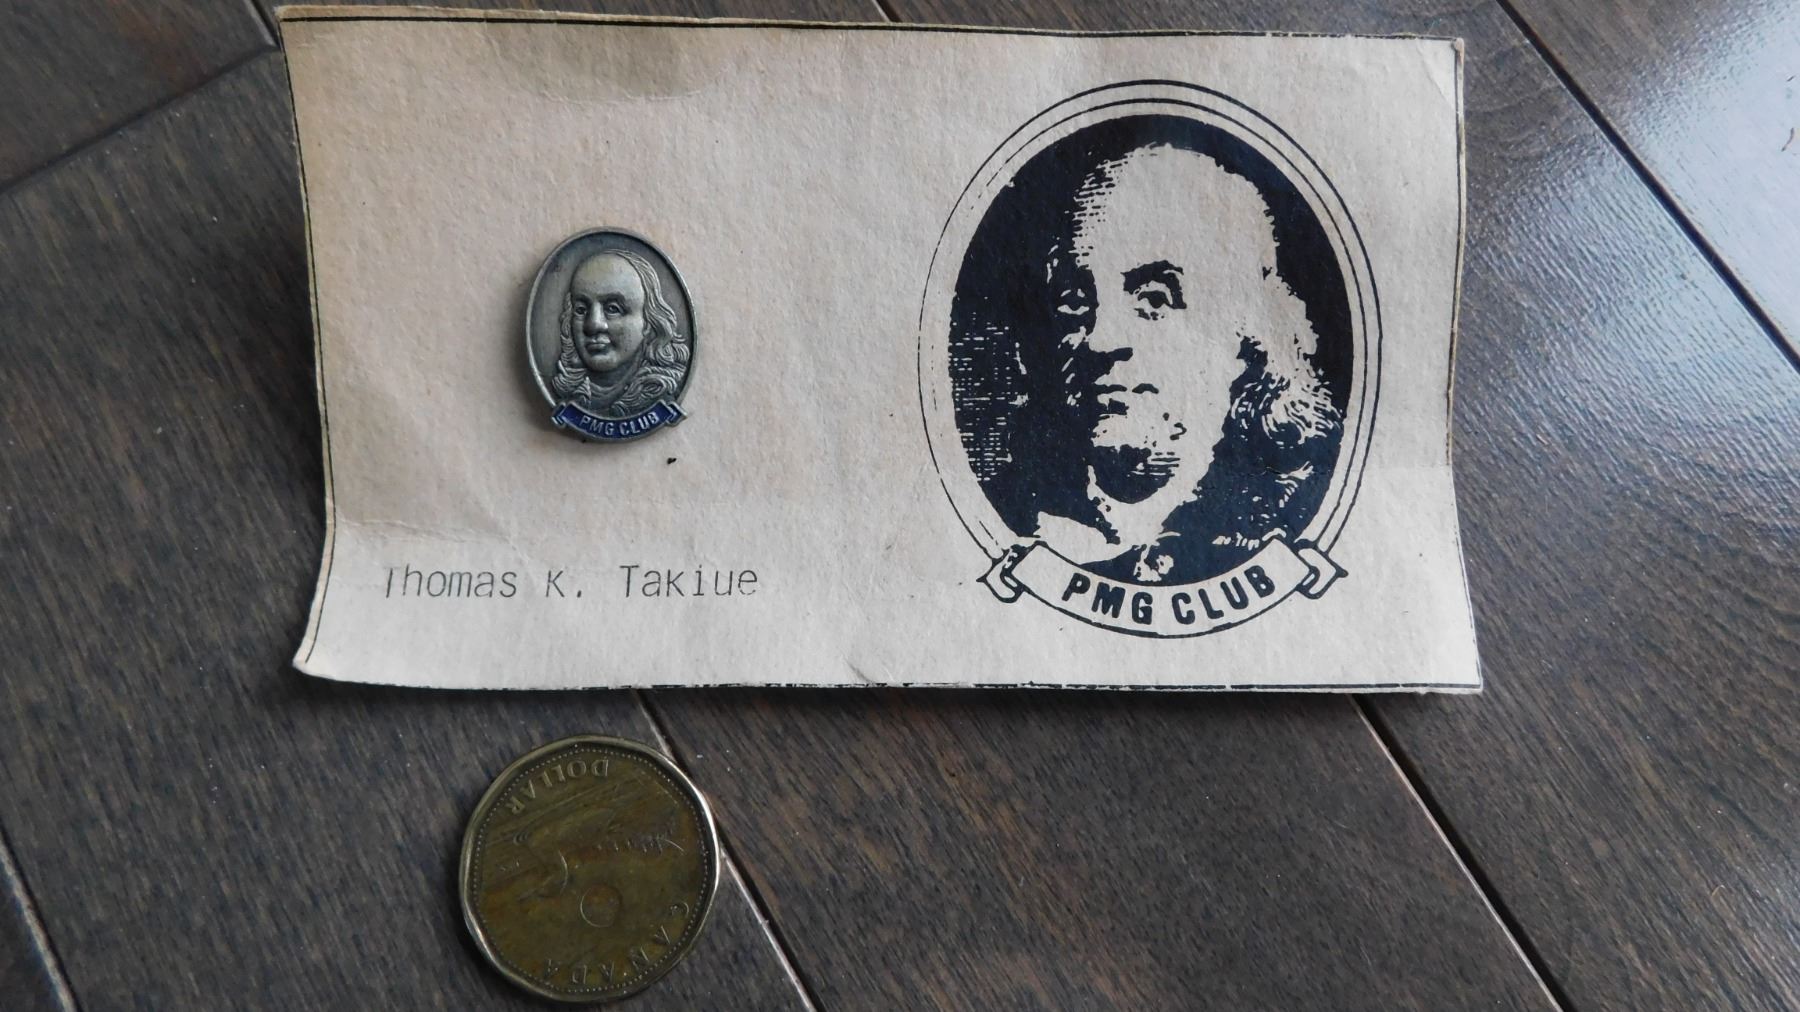 PMG CLUB
Thomas K. Takiue
PMG CLUB
DOLLAR
CANADA